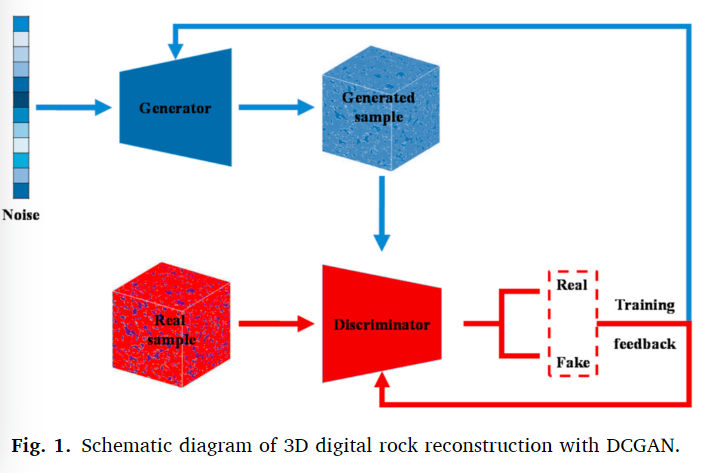 Generator
Generated
sample
Noise
Real
sample
Discriminator
Real
Fake
Training
feedback
Fig. 1. Schematic diagram of 3D digital rock reconstruction with DCGAN.